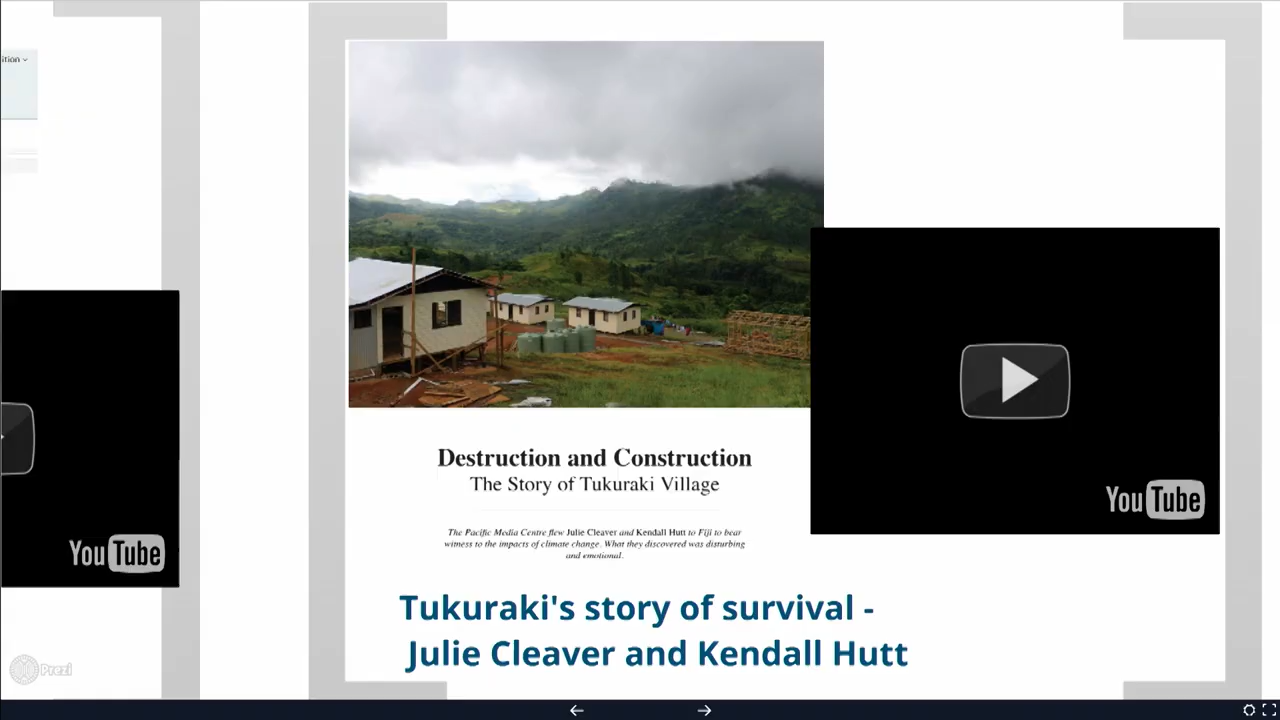 ition
Destruction and Construction
The Story of Tukuraki Village
The Pacific Media Centre flew Julie Cleaver and Kendall Hutt to Fiji to bear
witness to the impacts of climate change. What they discovered was disturbing
and emotional.
YouTube
YouTube
Tukuraki's story of survival -
Julie Cleaver and Kendall Hutt
Prezi